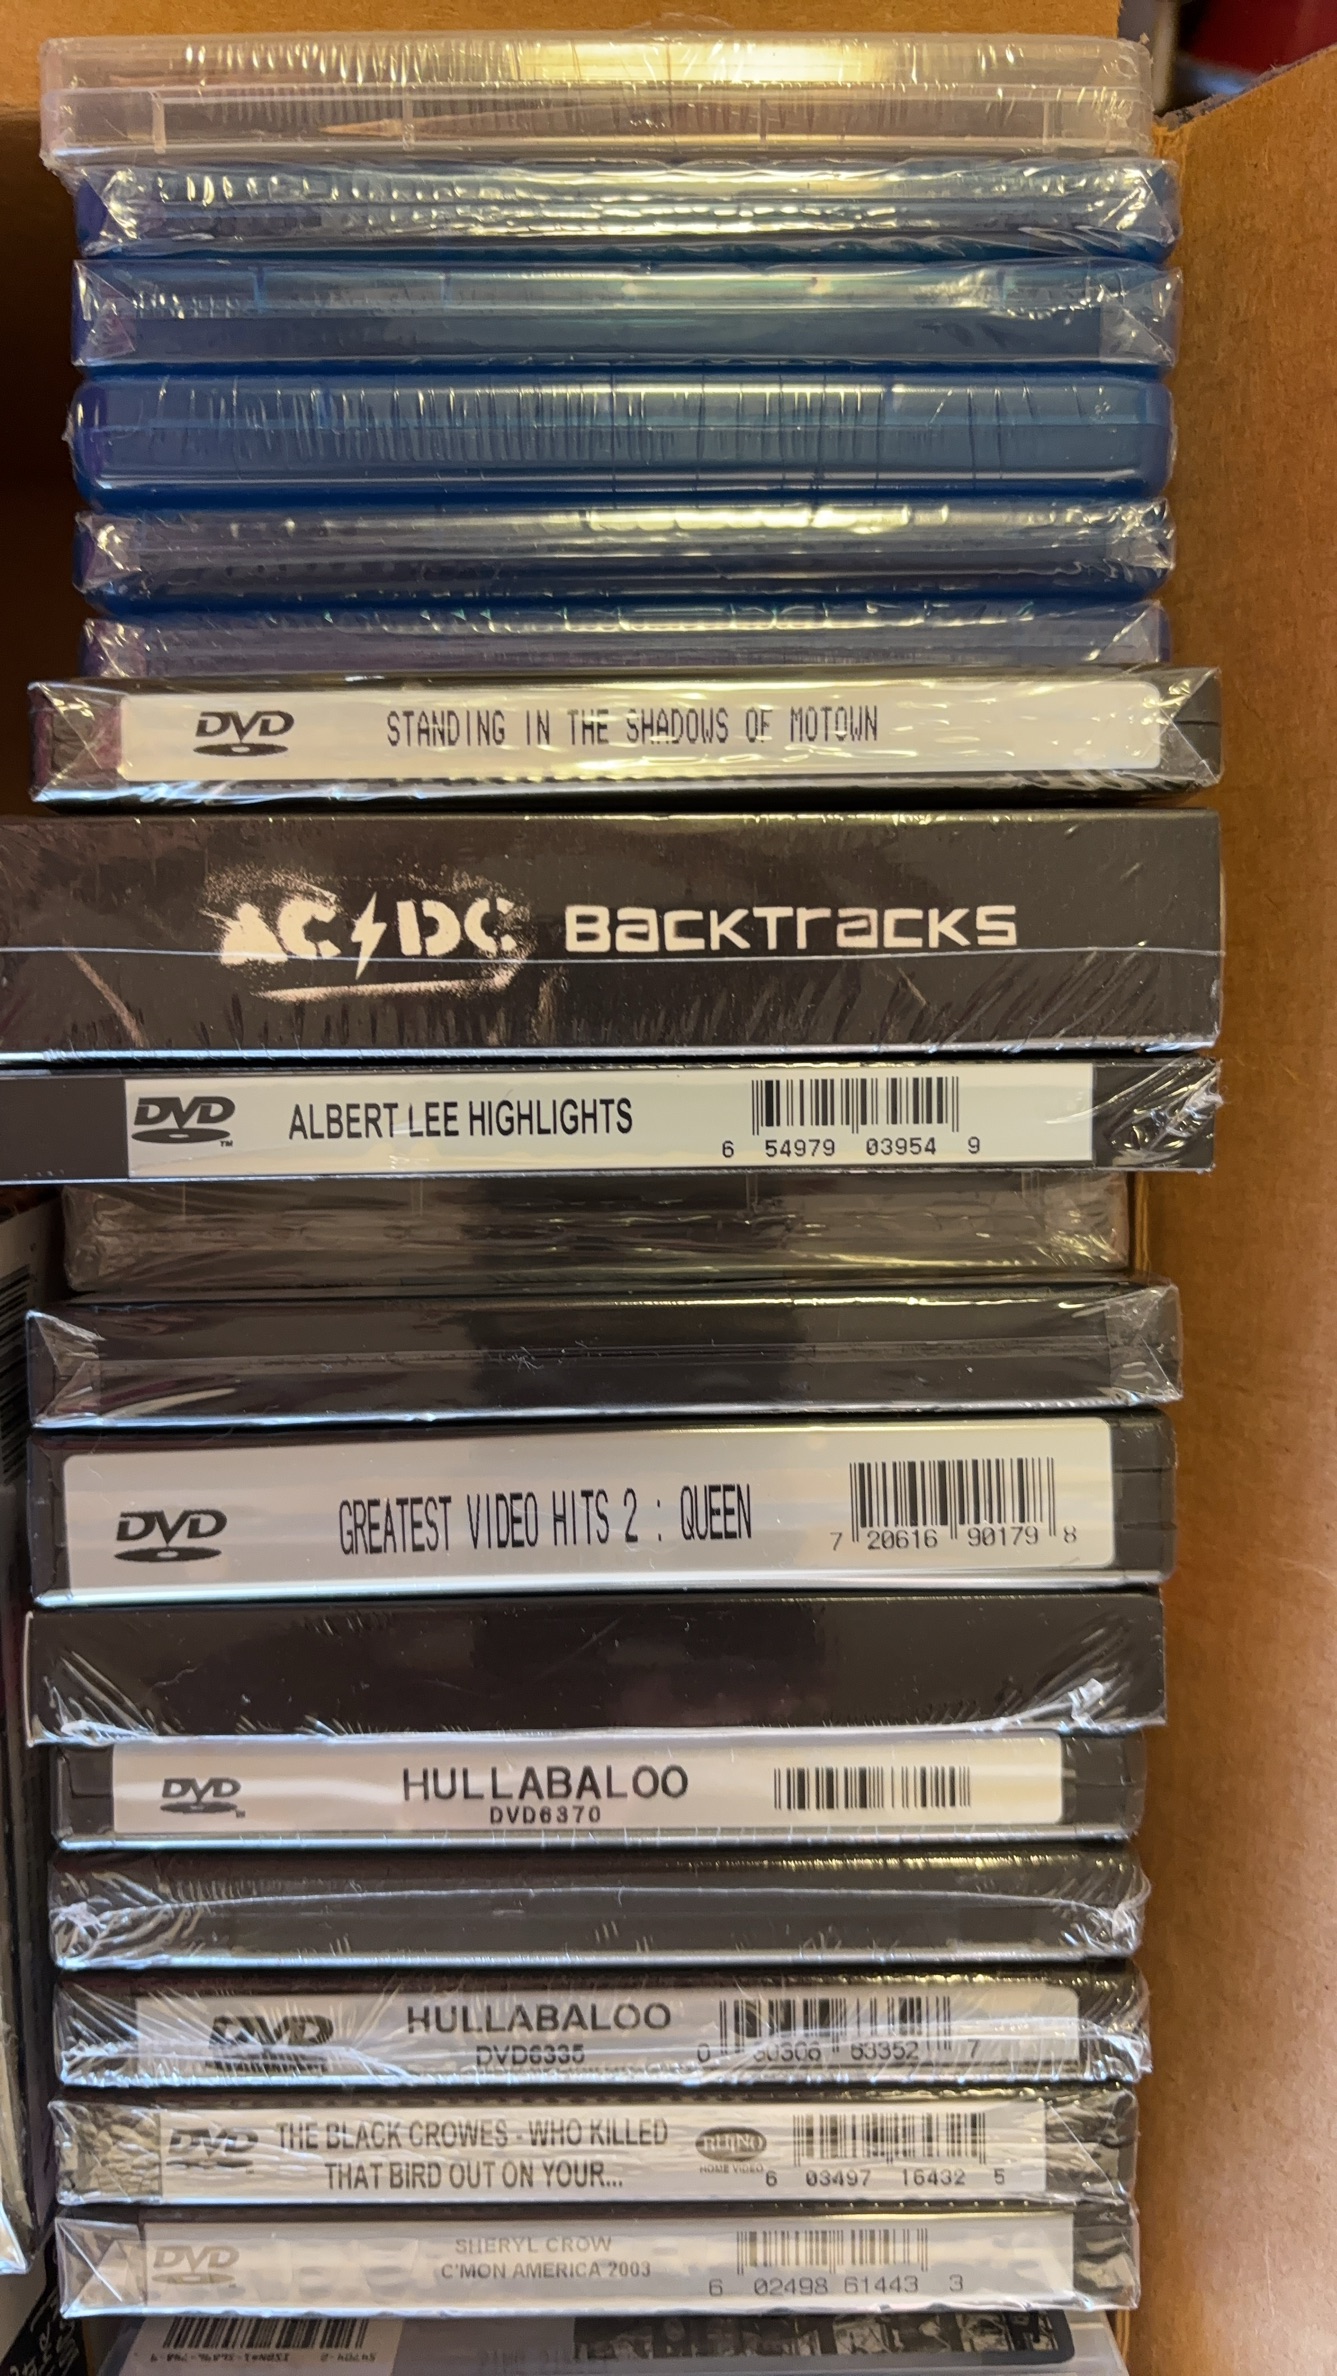 DVD STANDING IN THE SHADOWS OF MOTOWN
AC/DC BACKTRACKS
DVD ALBERT LEE HIGHLIGHTS
6 54979 03954 9
DVD GREATEST VIDEO HITS 2 : QUEEN
7 20616 90179 8
DVD HULLABALOO
DVD6370
DVD HULLABALOO
DVD6335
DVD THE BLACK CROWES - WHO KILLED
THAT BIRD OUT ON YOUR...
RHINO
HOME VIDEO
6 03497 16432 5
SHERYL CROW
DVD C'MON AMERICA 2003
6 02498 61443 3